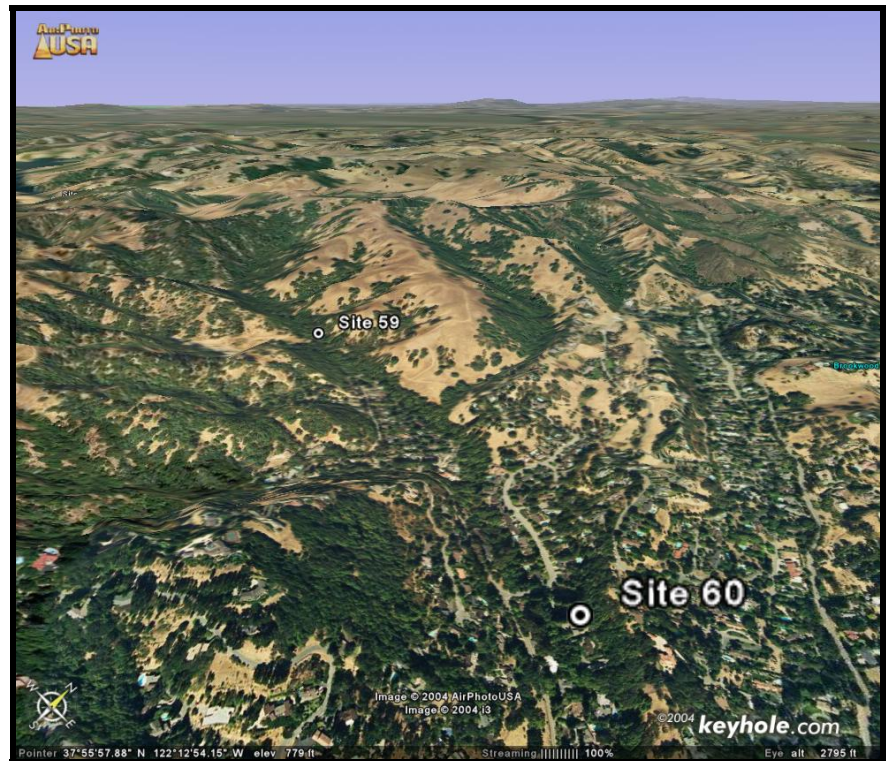 AirPhoto
USA
Site
Site 59
Brookwood
Site 60
Image © 2004 AirPhotoUSA
Image © 2004 i3
©2004 keyhole.com
N
W
E
S
Pointer 37°55'57.88" N 122°12'54.15" W elev 779 ft Streaming |||||||||| 100% Eye alt 2795 ft